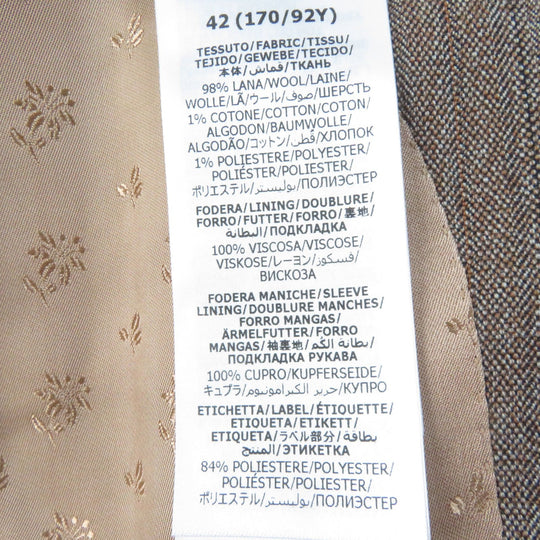 42 (170/92Y)
TESSUTO/FABRIC/TISSU/
TEJIDO/GEWEBE/TECIDO/
本体/قماش/ТКАНЬ
98% LANA/WOOL/LAINE/
WOLLE/LÃ/ウール/صوف/ШЕРСТЬ
1% COTONE/COTTON/COTON/
ALGODON/BAUMWOLLE/
ALGODÃO/コットン/قطن/ХЛОПОК
1% POLIESTERE/POLYESTER/
POLIÉSTER/POLIESTER/
ポリエステル/بوليستر/ПОЛИЭСТЕР
FODERA/LINING/DOUBLURE/
FORRO/FUTTER/FORRO/裏地/
البطانة/ПОДКЛАДКА
100% VISCOSA/VISCOSE/
VISKOSE/レーヨン/فسكوز/
ВИСКОЗА
FODERA MANICHE/SLEEVE
LINING/DOUBLURE MANCHES/
FORRO MANGAS/
ÄRMELFUTTER/FORRO
MANGAS/袖裏地/بطانة الكم/
ПОДКЛАДКА РУКАВА
100% CUPRO/KUPFERSEIDE/
キュプラ/حرير الكبرامونيوم/КУПРО
ETICHETTA/LABEL/ÉTIQUETTE/
ETIQUETA/ETIKETT/
ETIQUETA/ラベル部分/بطاقة
المنتج/ЭТИКЕТКА
84% POLIESTERE/POLYESTER/
POLIÉSTER/POLIESTER/
ポリエステル/بوليستر/ПОЛИЭСТЕР